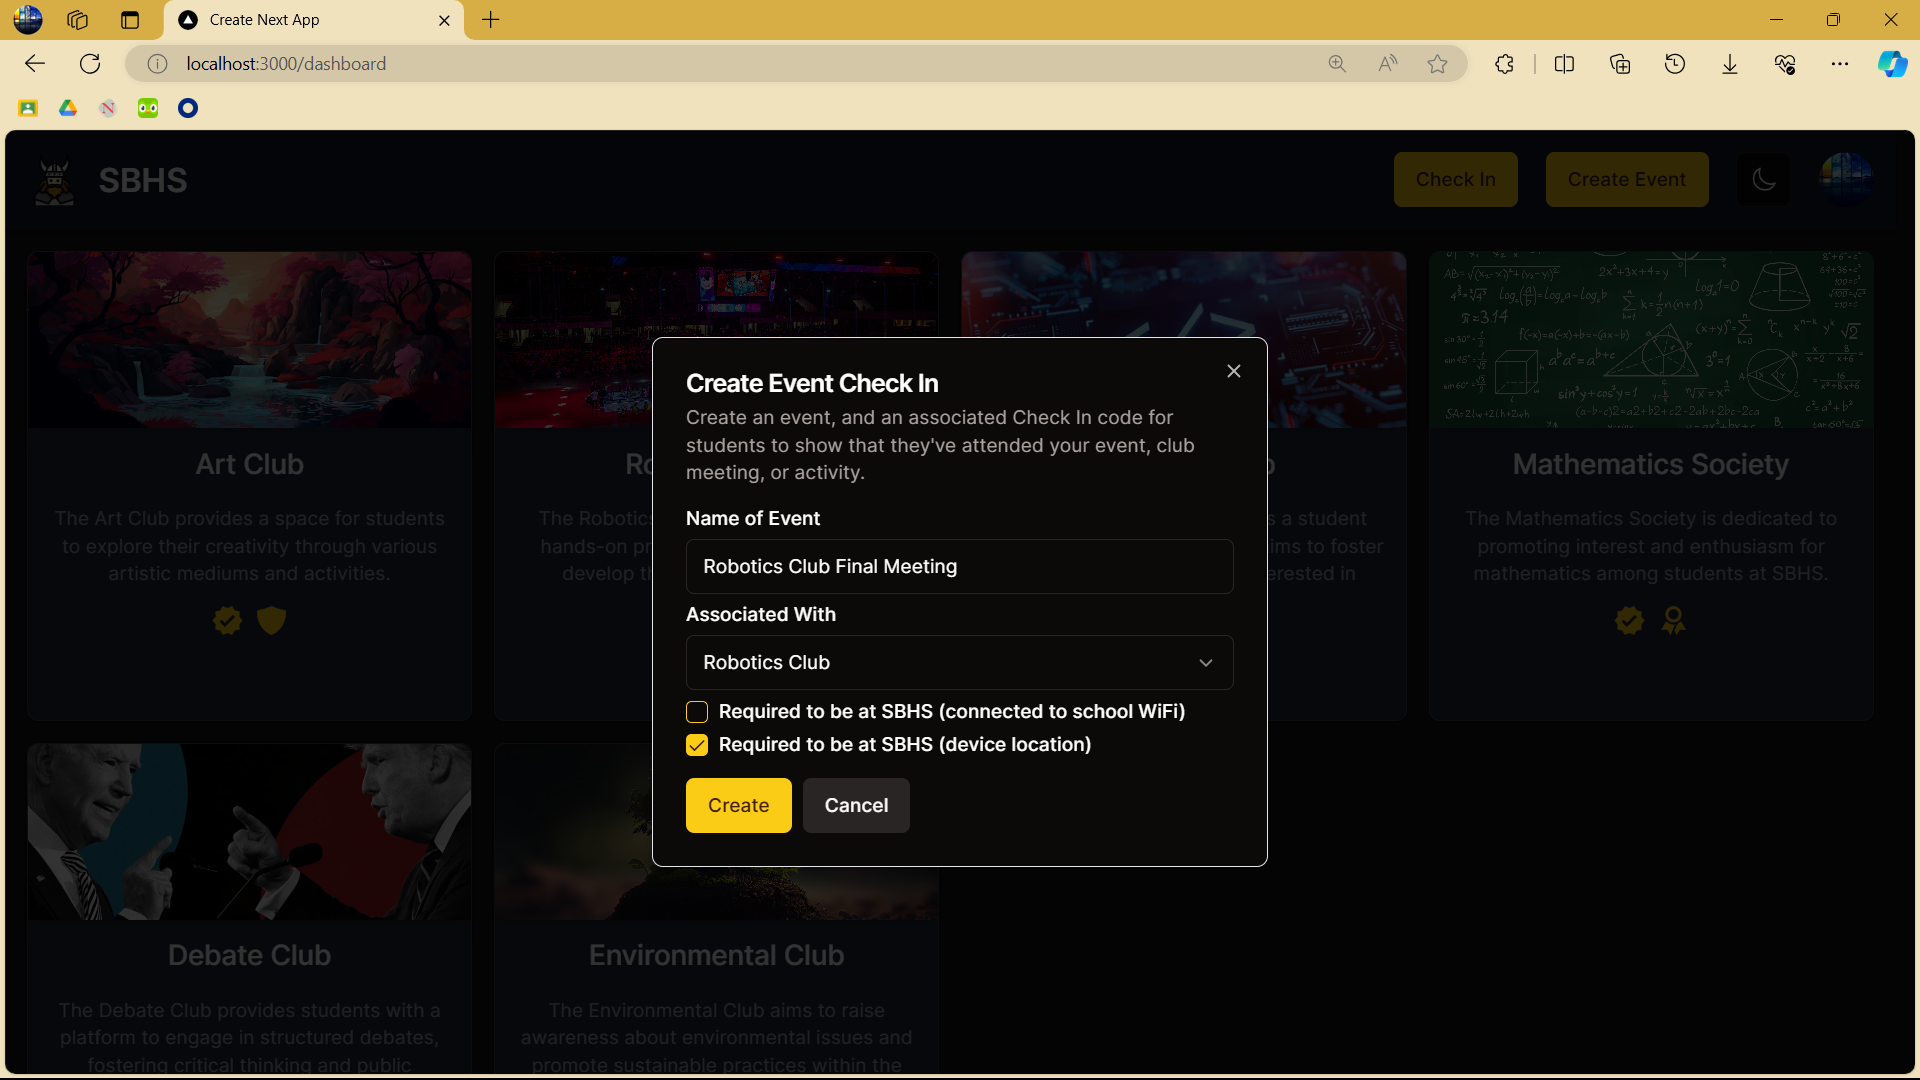 Create Next App
localhost:3000/dashboard
SBHS
Check In
Create Event
Create Event Check In
Create an event, and an associated Check In code for
students to show that they've attended your event, club
meeting, or activity.
Name of Event
Robotics Club Final Meeting
Associated With
Robotics Club
Required to be at SBHS (connected to school WiFi)
Required to be at SBHS (device location)
Create
Cancel
Art Club
The Art Club provides a space for students
to explore their creativity through various
artistic mediums and activities.
The Robotics
hands-on
s a student
ims to foster
erested in
Mathematics Society
The Mathematics Society is dedicated to
promoting interest and enthusiasm for
mathematics among students at SBHS.
Debate Club
The Debate Club provides students with a
platform to engage in structured debates,
fostering critical thinking and public
Environmental Club
The Environmental Club aims to raise
awareness about environmental issues and
promote sustainable practices within the